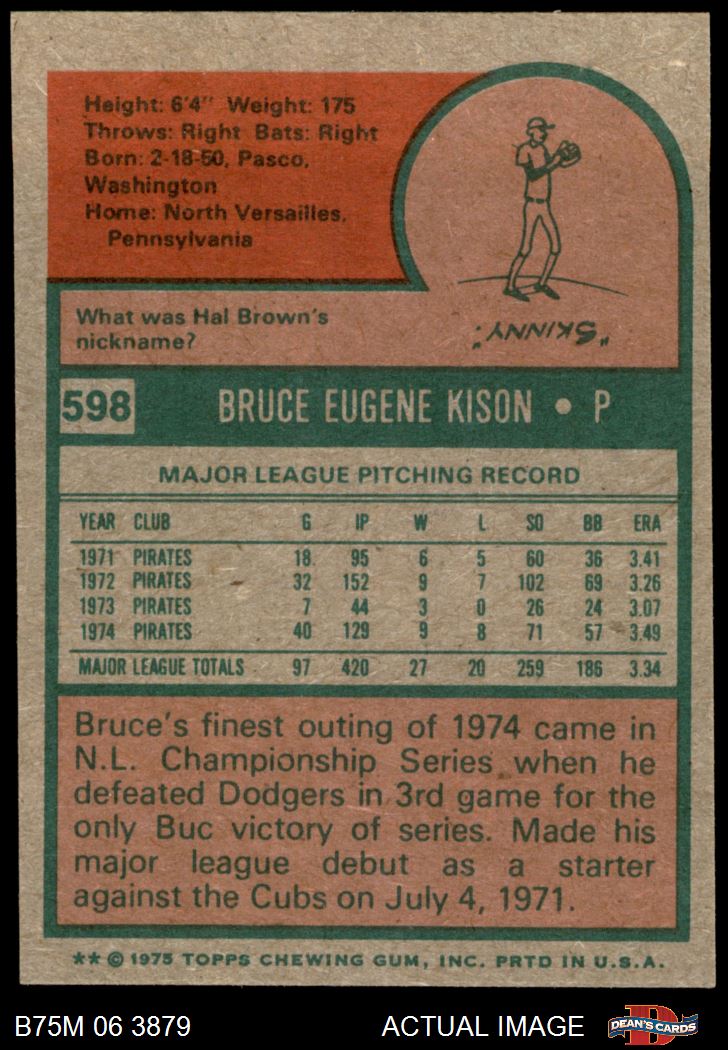 Height: 6'4" Weight: 175
Throws: Right Bats: Right
Born: 2-18-50, Pasco,
Washington
Home: North Versailles,
Pennsylvania
What was Hal Brown's
nickname?
"SKINNY."
598 BRUCE EUGENE KISON • P
MAJOR LEAGUE PITCHING RECORD
YEAR CLUB G IP W L SO BB ERA
1971 PIRATES 18 95 6 5 60 36 3.41
1972 PIRATES 32 152 9 7 102 69 3.26
1973 PIRATES 7 44 3 0 26 24 3.07
1974 PIRATES 40 129 9 8 71 57 3.49
MAJOR LEAGUE TOTALS 97 420 27 20 259 186 3.34
Bruce's finest outing of 1974 came in
N.L. Championship Series when he
defeated Dodgers in 3rd game for the
only Buc victory of series. Made his
major league debut as a starter
against the Cubs on July 4, 1971.
** © 1975 TOPPS CHEWING GUM, INC. PRTD IN U.S.A.
B75M 06 3879 ACTUAL IMAGE
D
DEAN'S CARDS